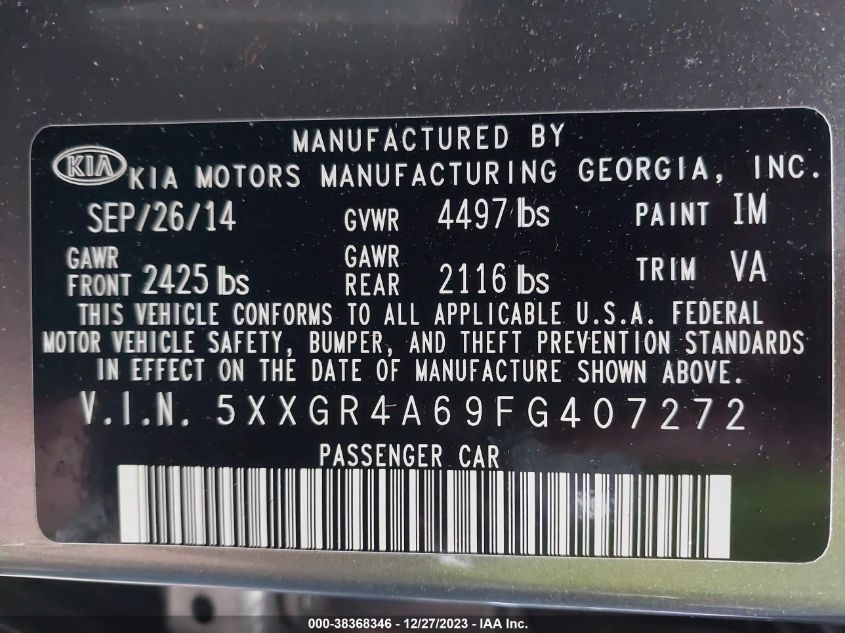 MANUFACTURED BY
KIA KIA MOTORS MANUFACTURING GEORGIA, INC.
SEP/26/14 GVWR 4497 lbs PAINT IM
GAWR FRONT 2425 lbs GAWR REAR 2116 lbs TRIM VA
THIS VEHICLE CONFORMS TO ALL APPLICABLE U.S.A. FEDERAL
MOTOR VEHICLE SAFETY, BUMPER, AND THEFT PREVENTION STANDARDS
IN EFFECT ON THE DATE OF MANUFACTURE SHOWN ABOVE.
V.I.N. 5XXGR4A69FG407272
PASSENGER CAR
000-38368346 - 12/27/2023 - IAA Inc.